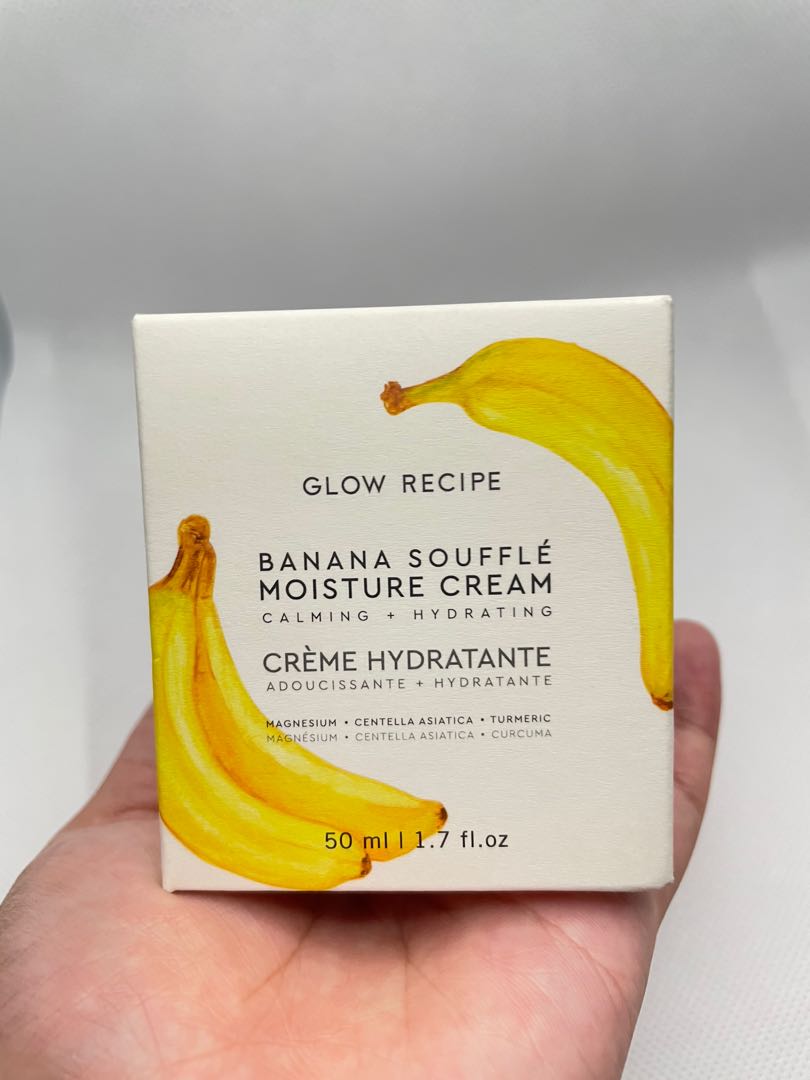 GLOW RECIPE
BANANA SOUFFLÉ
MOISTURE CREAM
CALMING + HYDRATING
CRÈME HYDRATANTE
ADOUCISSANTE + HYDRATANTE
MAGNESIUM • CENTELLA ASIATICA • TURMERIC
MAGNÉSIUM • CENTELLA ASIATICA • CURCUMA
50 ml | 1.7 fl.oz